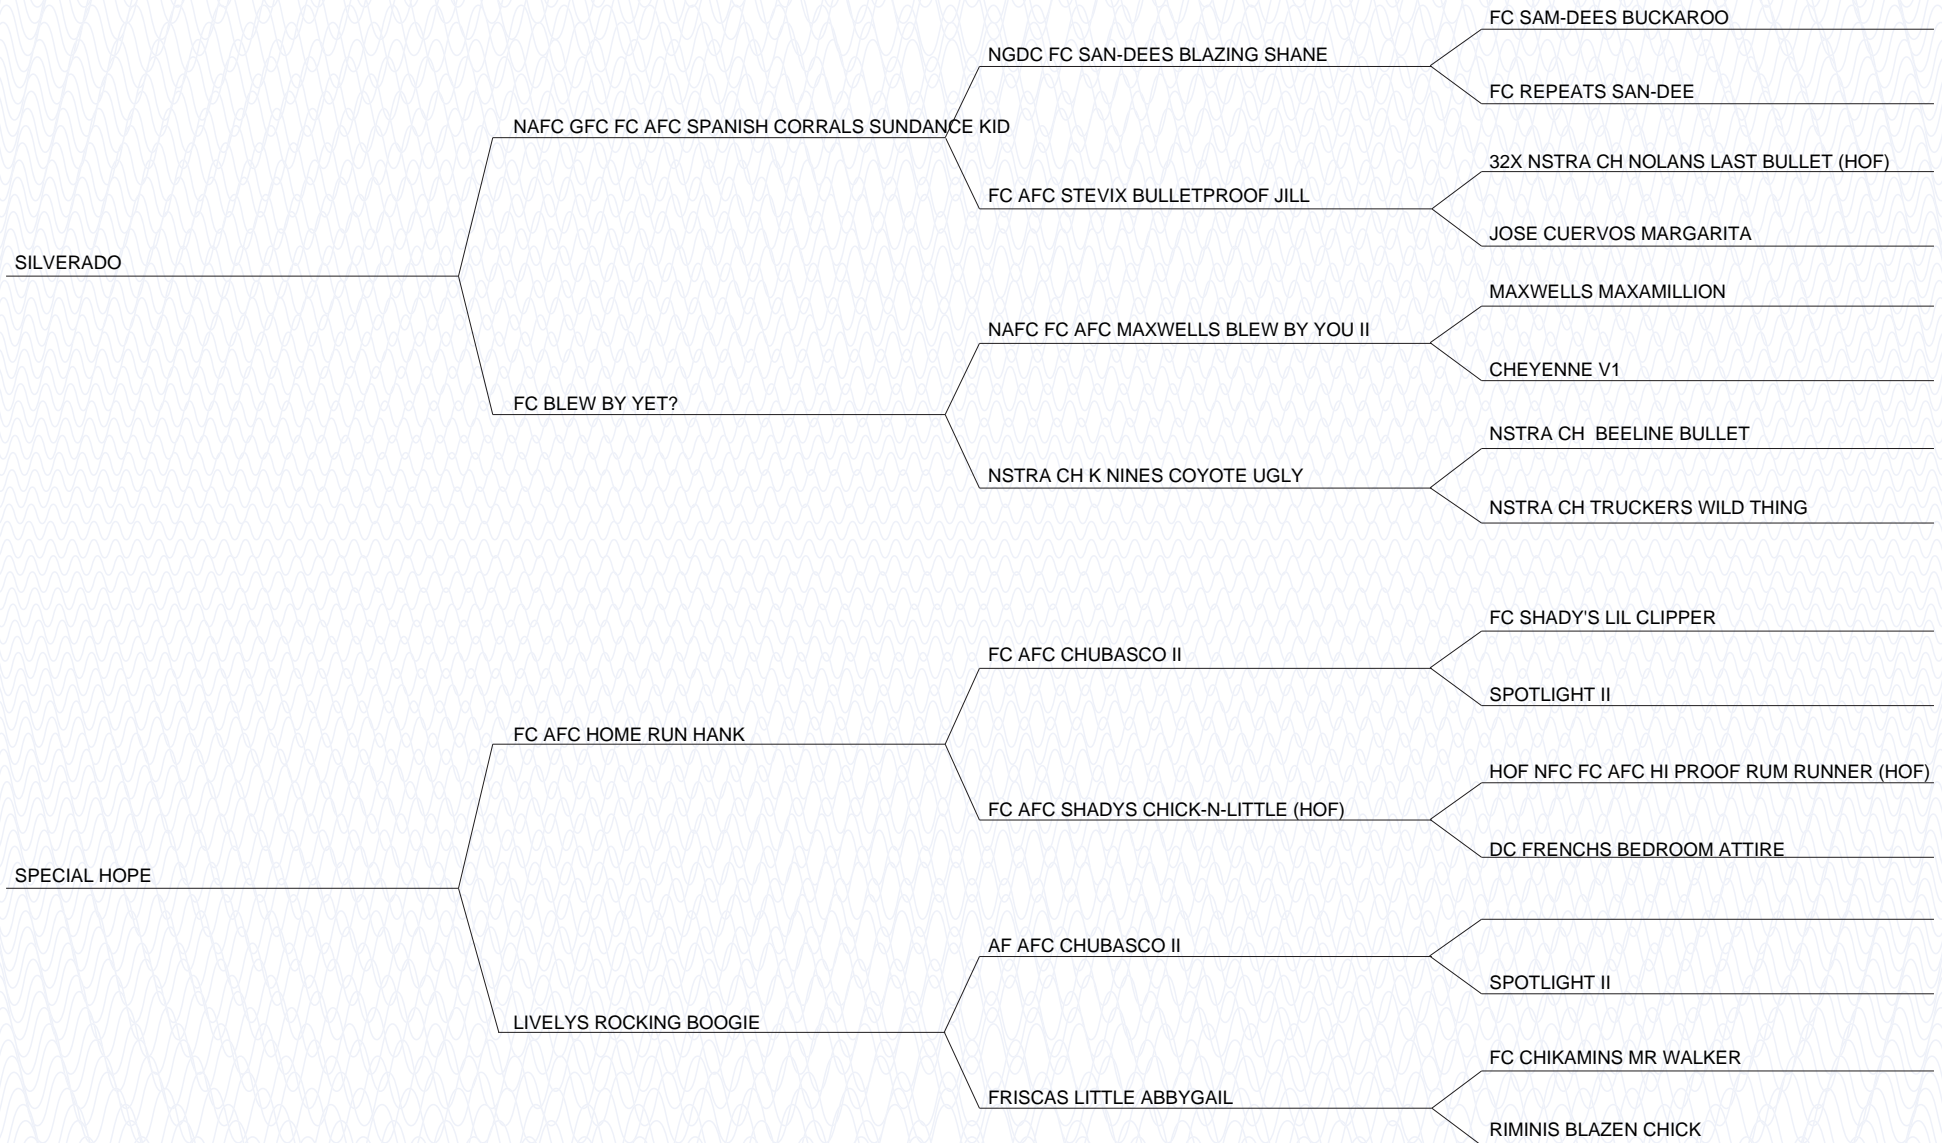 FC SAM-DEES BUCKAROO
NGDC FC SAN-DEES BLAZING SHANE
FC REPEATS SAN-DEE
NAFC GFC FC AFC SPANISH CORRALS SUNDANCE KID
32X NSTRA CH NOLANS LAST BULLET (HOF)
FC AFC STEVIX BULLETPROOF JILL
JOSE CUERVOS MARGARITA
SILVERADO
MAXWELLS MAXAMILLION
NAFC FC AFC MAXWELLS BLEW BY YOU II
CHEYENNE V1
FC BLEW BY YET?
NSTRA CH  BEELINE BULLET
NSTRA CH K NINES COYOTE UGLY
NSTRA CH TRUCKERS WILD THING
FC SHADY'S LIL CLIPPER
FC AFC CHUBASCO II
SPOTLIGHT II
FC AFC HOME RUN HANK
HOF NFC FC AFC HI PROOF RUM RUNNER (HOF)
FC AFC SHADYS CHICK-N-LITTLE (HOF)
DC FRENCHS BEDROOM ATTIRE
SPECIAL HOPE
AF AFC CHUBASCO II
SPOTLIGHT II
LIVELYS ROCKING BOOGIE
FC CHIKAMINS MR WALKER
FRISCAS LITTLE ABBYGAIL
RIMINIS BLAZEN CHICK